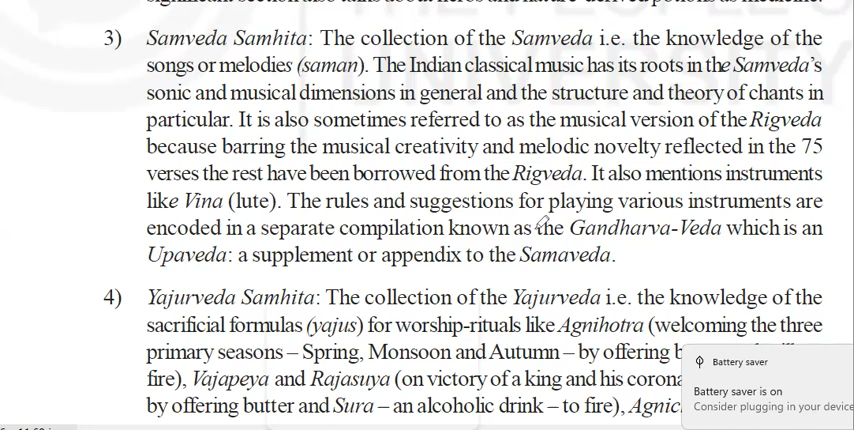 3) Samveda Samhita: The collection of the Samveda i.e. the knowledge of the
songs or melodies (saman). The Indian classical music has its roots in the Samveda's
sonic and musical dimensions in general and the structure and theory of chants in
particular. It is also sometimes referred to as the musical version of the Rigveda
because barring the musical creativity and melodic novelty reflected in the 75
verses the rest have been borrowed from the Rigveda. It also mentions instruments
like Vina (lute). The rules and suggestions for playing various instruments are
encoded in a separate compilation known as the Gandharva-Veda which is an
Upaveda: a supplement or appendix to the Samaveda.
4) Yajurveda Samhita: The collection of the Yajurveda i.e. the knowledge of the
sacrificial formulas (yajus) for worship-rituals like Agnihotra (welcoming the three
primary seasons – Spring, Monsoon and Autumn – by offering
fire), Vajapeya and Rajasuya (on victory of a king and his
by offering butter and Sura – an alcoholic drink – to fire),
Battery saver
Battery saver is on
Consider plugging in your device